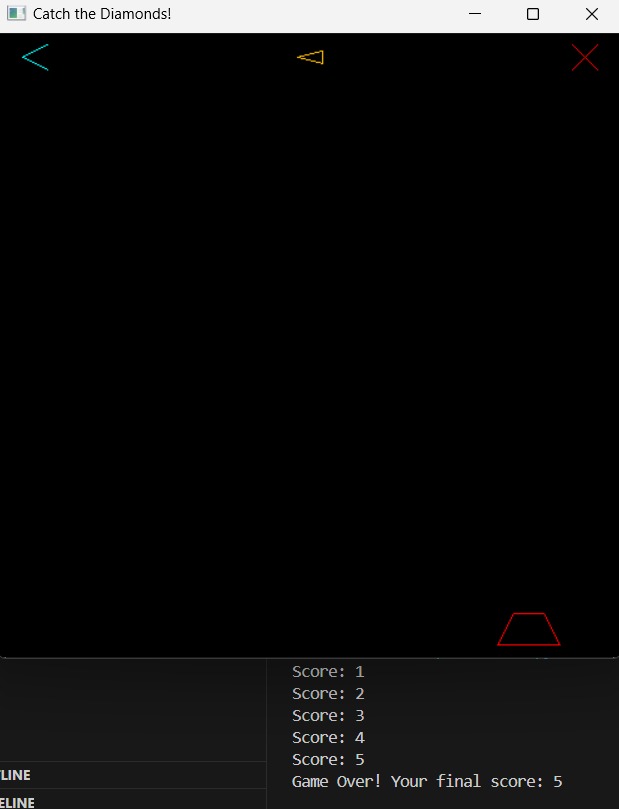 Catch the Diamonds!
Score: 1
Score: 2
Score: 3
Score: 4
Score: 5
Game Over! Your final score: 5
LINE
ELINE